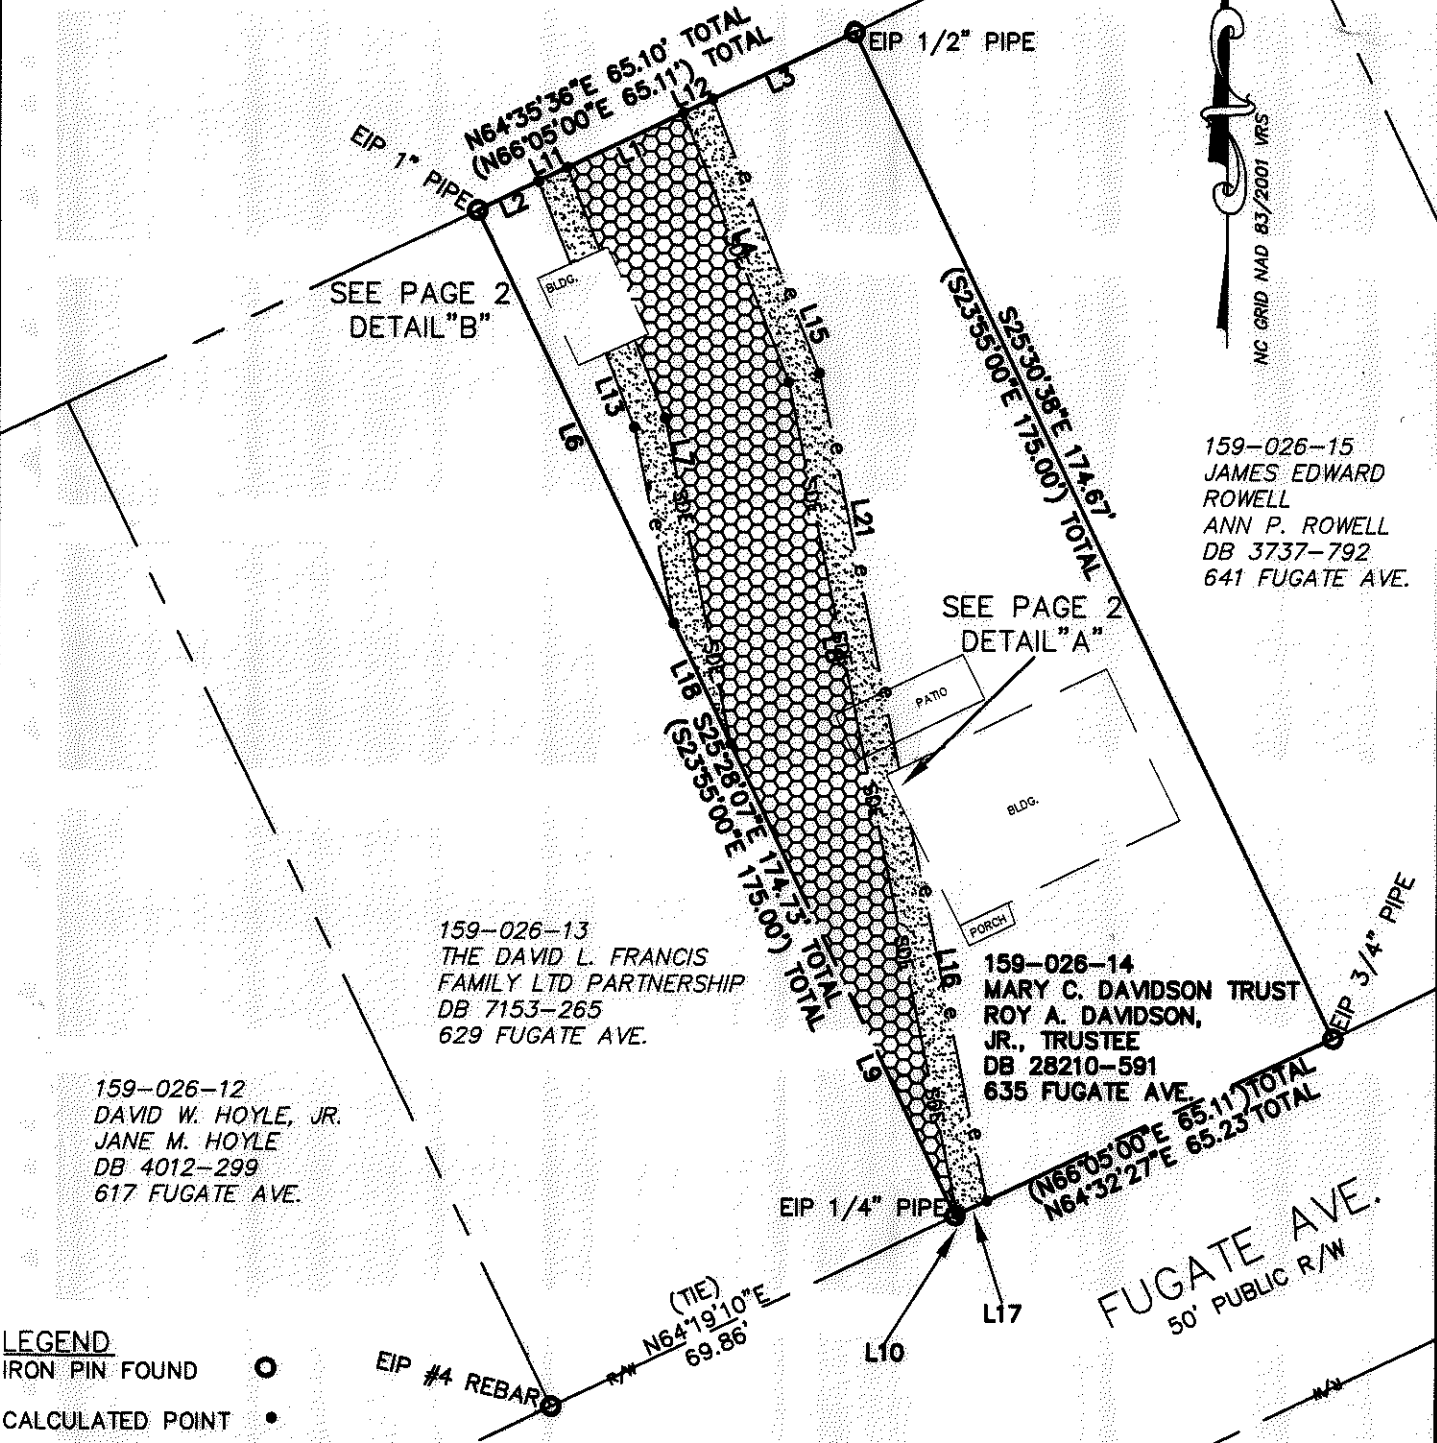 EIP 1/2" PIPE
N64°35'36"E 65.10' TOTAL
(N66°05'00"E 65.11') TOTAL
L12
L3
EIP 1" PIPE
L11
L1
L2
NC GRID NAD 83/2001 VRS
SEE PAGE 2
DETAIL"B"
BLDG.
e
L4
SDE
e
L15
S25°30'38"E 174.67'
(S23°55'00"E 175.00') TOTAL
L13
L6
L7
SDE
e
SDE
e
L21
e
159-026-15
JAMES EDWARD
ROWELL
ANN P. ROWELL
DB 3737-792
641 FUGATE AVE.
SEE PAGE 2
DETAIL"A"
SDE
SDE
e
PATIO
L18
S25°28'07"E 174.73' TOTAL
(S23°55'00"E 175.00') TOTAL
SDE
BLDG.
e
PORCH
SDE
L16
e
159-026-13
THE DAVID L. FRANCIS
FAMILY LTD PARTNERSHIP
DB 7153-265
629 FUGATE AVE.
159-026-14
MARY C. DAVIDSON TRUST
ROY A. DAVIDSON,
JR., TRUSTEE
DB 28210-591
635 FUGATE AVE.
EIP 3/4" PIPE
L9
SDE
e
159-026-12
DAVID W. HOYLE, JR.
JANE M. HOYLE
DB 4012-299
617 FUGATE AVE.
(N66°05'00"E 65.11')TOTAL
N64°32'27"E 65.23'TOTAL
EIP 1/4" PIPE
FUGATE AVE.
50' PUBLIC R/W
(TIE)
N64°19'10"E
69.86'
R/W
L17
L10
R/W
EIP #4 REBAR
LEGEND
IRON PIN FOUND
CALCULATED POINT